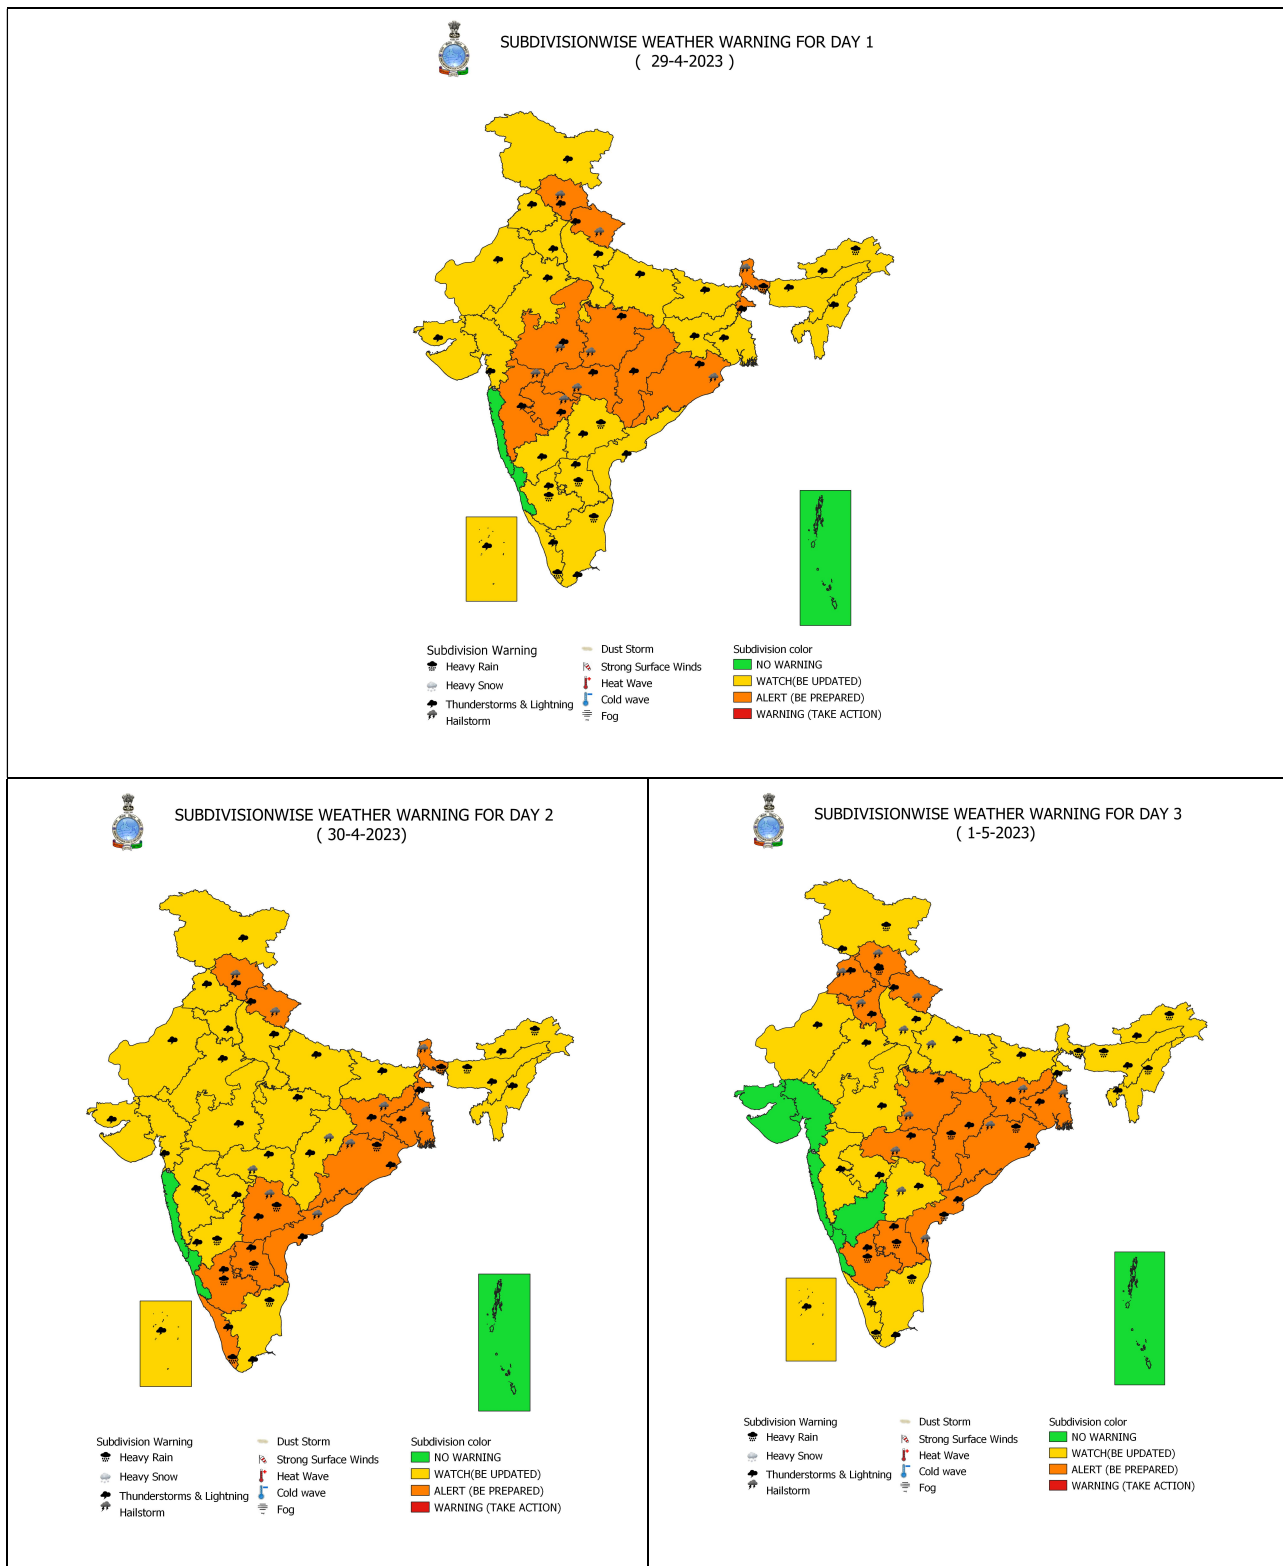 SUBDIVISIONWISE WEATHER WARNING FOR DAY 1
( 29-4-2023 )
Subdivision Warning
Heavy Rain
Heavy Snow
Thunderstorms & Lightning
Hailstorm
Dust Storm
Strong Surface Winds
Heat Wave
Cold wave
Fog
Subdivision color
NO WARNING
WATCH(BE UPDATED)
ALERT (BE PREPARED)
WARNING (TAKE ACTION)
SUBDIVISIONWISE WEATHER WARNING FOR DAY 2
( 30-4-2023)
Subdivision Warning
Heavy Rain
Heavy Snow
Thunderstorms & Lightning
Hailstorm
Dust Storm
Strong Surface Winds
Heat Wave
Cold wave
Fog
Subdivision color
NO WARNING
WATCH(BE UPDATED)
ALERT (BE PREPARED)
WARNING (TAKE ACTION)
SUBDIVISIONWISE WEATHER WARNING FOR DAY 3
( 1-5-2023)
Subdivision Warning
Heavy Rain
Heavy Snow
Thunderstorms & Lightning
Hailstorm
Dust Storm
Strong Surface Winds
Heat Wave
Cold wave
Fog
Subdivision color
NO WARNING
WATCH(BE UPDATED)
ALERT (BE PREPARED)
WARNING (TAKE ACTION)